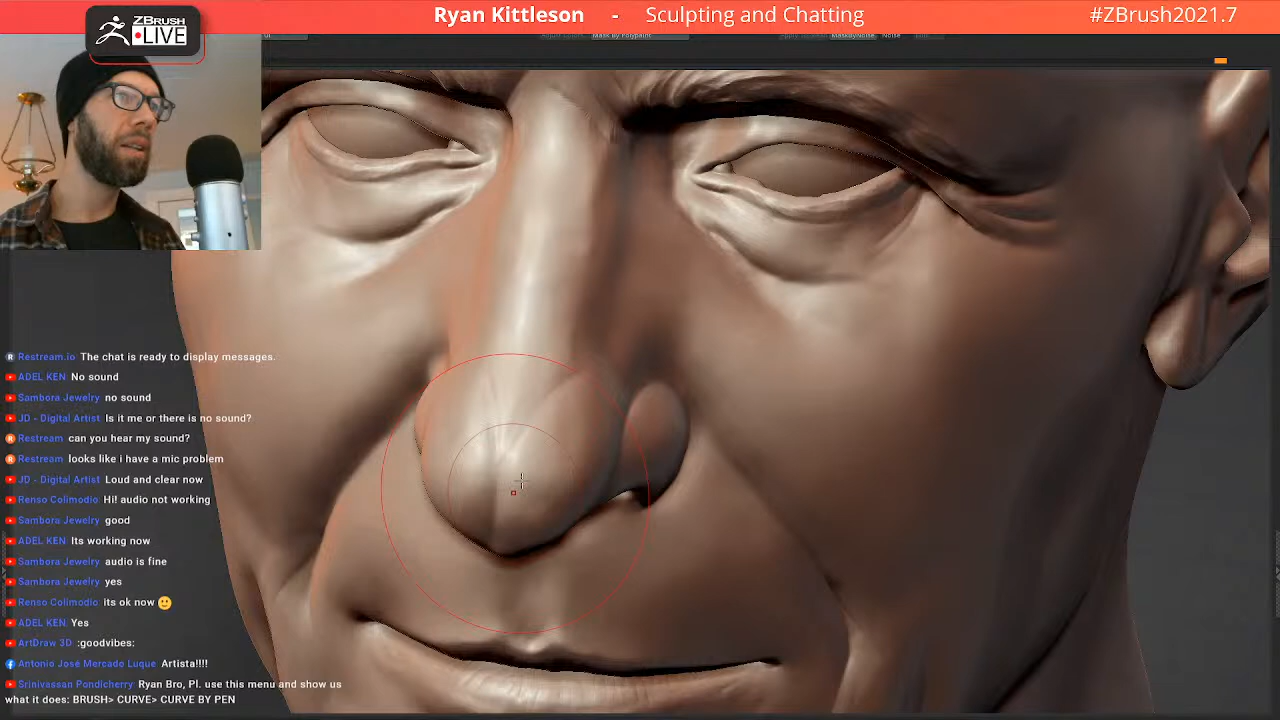 Ryan Kittleson - Sculpting and Chatting
#ZBrush2021.7
ZBRUSH
LIVE
Mask By Polypaint
MaskByNoise
Noise
Restream.io The chat is ready to display messages.
ADEL KEN: No sound
Sambora Jewelry: no sound
JD - Digital Artist: Is it me or there is no sound?
Restream: can you hear my sound?
Restream: looks like i have a mic problem
JD - Digital Artist: Loud and clear now
Renso Colimodio: Hi! audio not working
Sambora Jewelry: good
ADEL KEN: Its working now
Sambora Jewelry: audio is fine
Sambora Jewelry: yes
Renso Colimodio: its ok now 🙂
ADEL KEN: Yes
ArtDraw 3D: :goodvibes:
Antonio José Mercado Luque: Artista!!!!
Srinivassan Pondicherry: Ryan Bro, Pl. use this menu and show us
what it does: BRUSH> CURVE> CURVE BY PEN